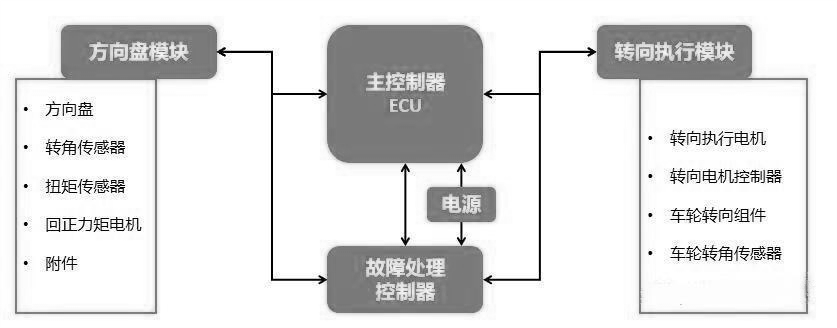 方向盘模块
• 方向盘
• 转角传感器
• 扭矩传感器
• 回正力矩电机
• 附件
主控制器
ECU
电源
故障处理
控制器
转向执行模块
• 转向执行电机
• 转向电机控制器
• 车轮转向组件
• 车轮转角传感器